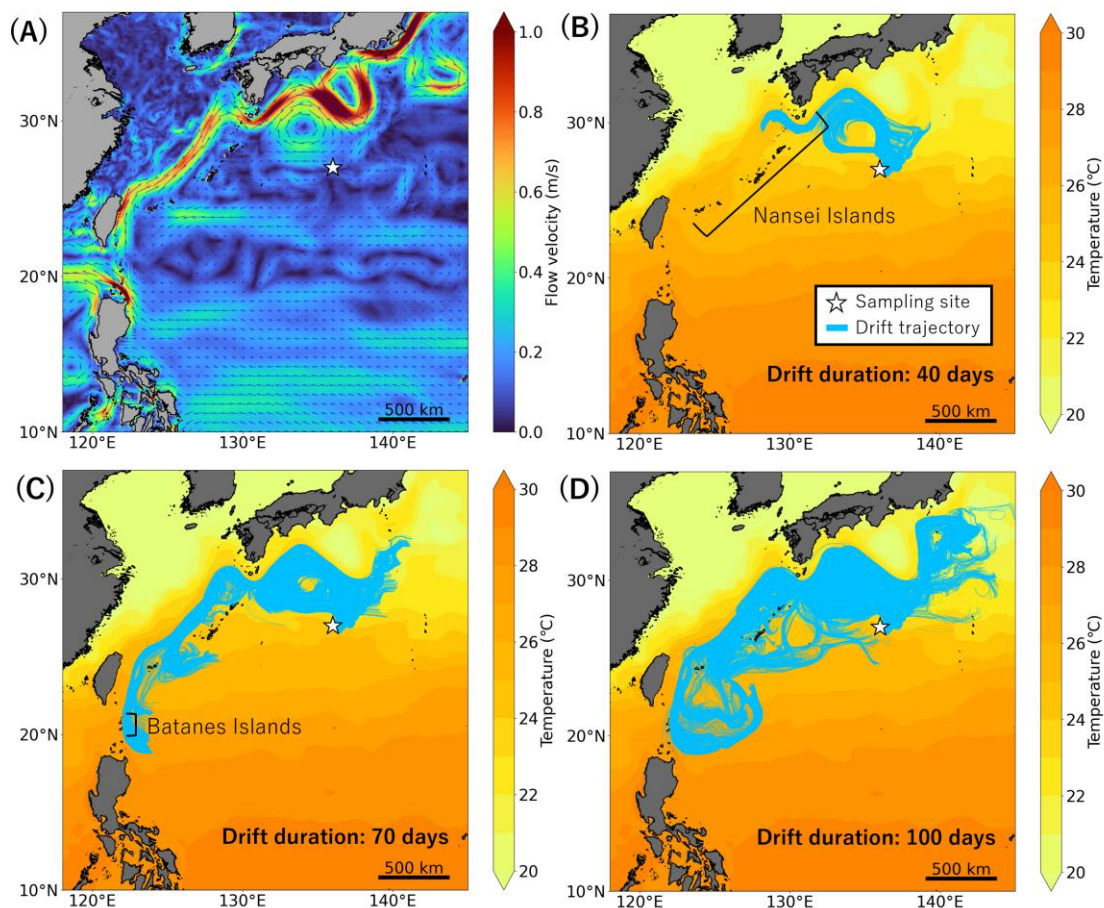 (A)
30°N
20°N
10°N
120°E
130°E
140°E
500 km
1.0
0.8
0.6
0.4
0.2
0.0
Flow velocity (m/s)
(B)
30°N
20°N
10°N
120°E
130°E
140°E
Nansei Islands
Sampling site
Drift trajectory
Drift duration: 40 days
500 km
30
28
26
24
22
20
Temperature (°C)
(C)
30°N
20°N
10°N
120°E
130°E
140°E
Batanes Islands
Drift duration: 70 days
500 km
30
28
26
24
22
20
Temperature (°C)
(D)
30°N
20°N
10°N
120°E
130°E
140°E
Drift duration: 100 days
500 km
30
28
26
24
22
20
Temperature (°C)